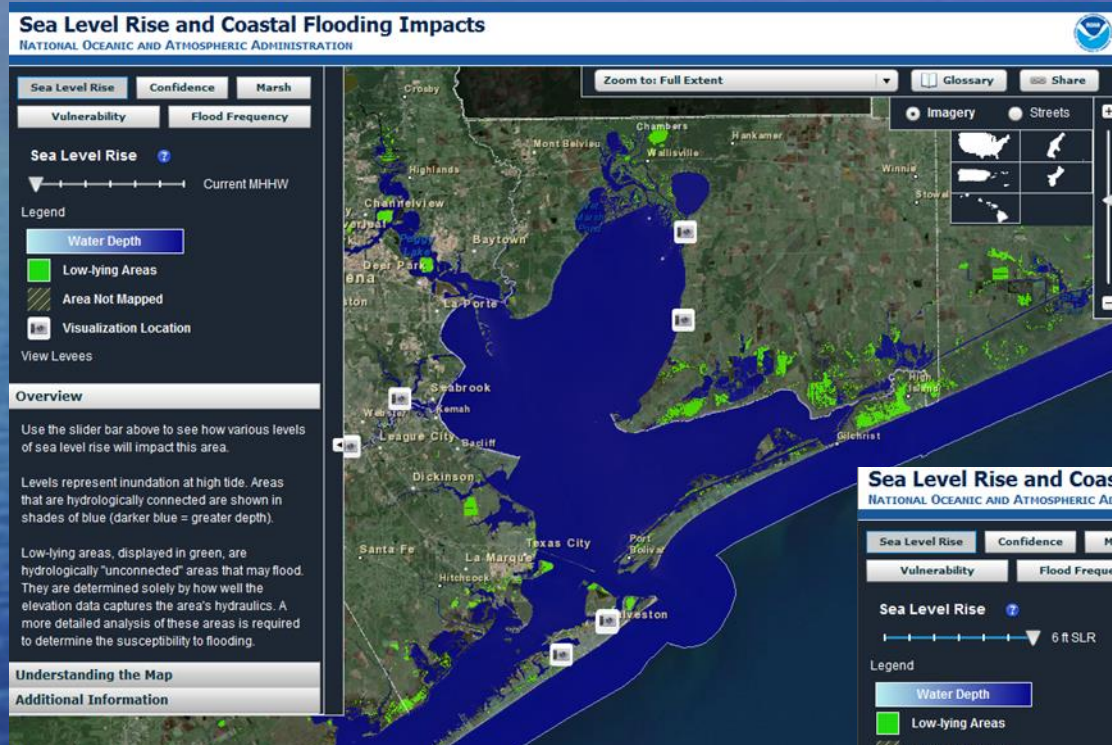 Sea Level Rise and Coastal Flooding Impacts
NATIONAL OCEANIC AND ATMOSPHERIC ADMINISTRATION
Sea Level Rise
Confidence
Marsh
Vulnerability
Flood Frequency
Sea Level Rise ?
Current MHHW
Legend
Water Depth
Low-lying Areas
Area Not Mapped
Visualization Location
View Levees
Overview
Use the slider bar above to see how various levels
of sea level rise will impact this area.
Levels represent inundation at high tide. Areas
that are hydrologically connected are shown in
shades of blue (darker blue = greater depth).
Low-lying areas, displayed in green, are
hydrologically "unconnected" areas that may flood.
They are determined solely by how well the
elevation data captures the area's hydraulics. A
more detailed analysis of these areas is required
to determine the susceptibility to flooding.
Understanding the Map
Additional Information
Zoom to: Full Extent
Glossary
Share
Imagery
Streets
Crosby
Mont Belvieu
Chambers
Wallisville
Hankamer
Winnie
Stowel
Highlands
Channelview
Baytown
Deer Park
La Porte
Seabrook
Kemah
League City
Bacliff
High
Island
Gilchrist
Dickinson
Santa Fe
Texas City
La Marque
Hitchcock
Port
Bolivar
lveston
Sea Level Rise and Coas
NATIONAL OCEANIC AND ATMOSPHERIC AD
Sea Level Rise
Confidence
M
Vulnerability
Flood Freque
Sea Level Rise ?
6 ft SLR
Legend
Water Depth
Low-lying Areas